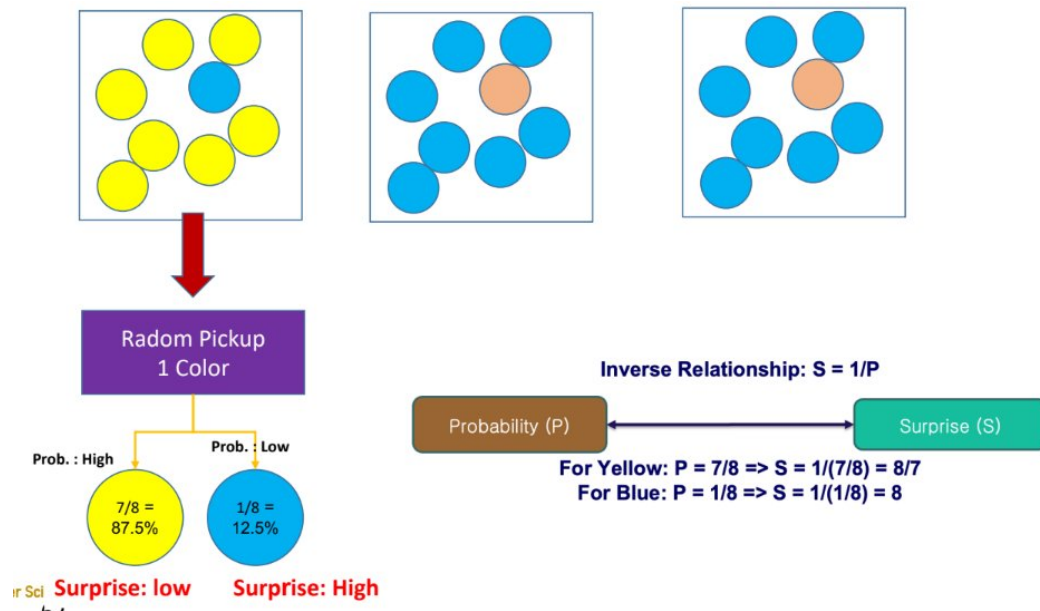 Radom Pickup
1 Color
Prob. : High
Prob. : Low
7/8 =
87.5%
1/8 =
12.5%
Surprise: low
Surprise: High
Inverse Relationship: S = 1/P
Probability (P)
Surprise (S)
For Yellow: P = 7/8 => S = 1/(7/8) = 8/7
For Blue: P = 1/8 => S = 1/(1/8) = 8
Sci